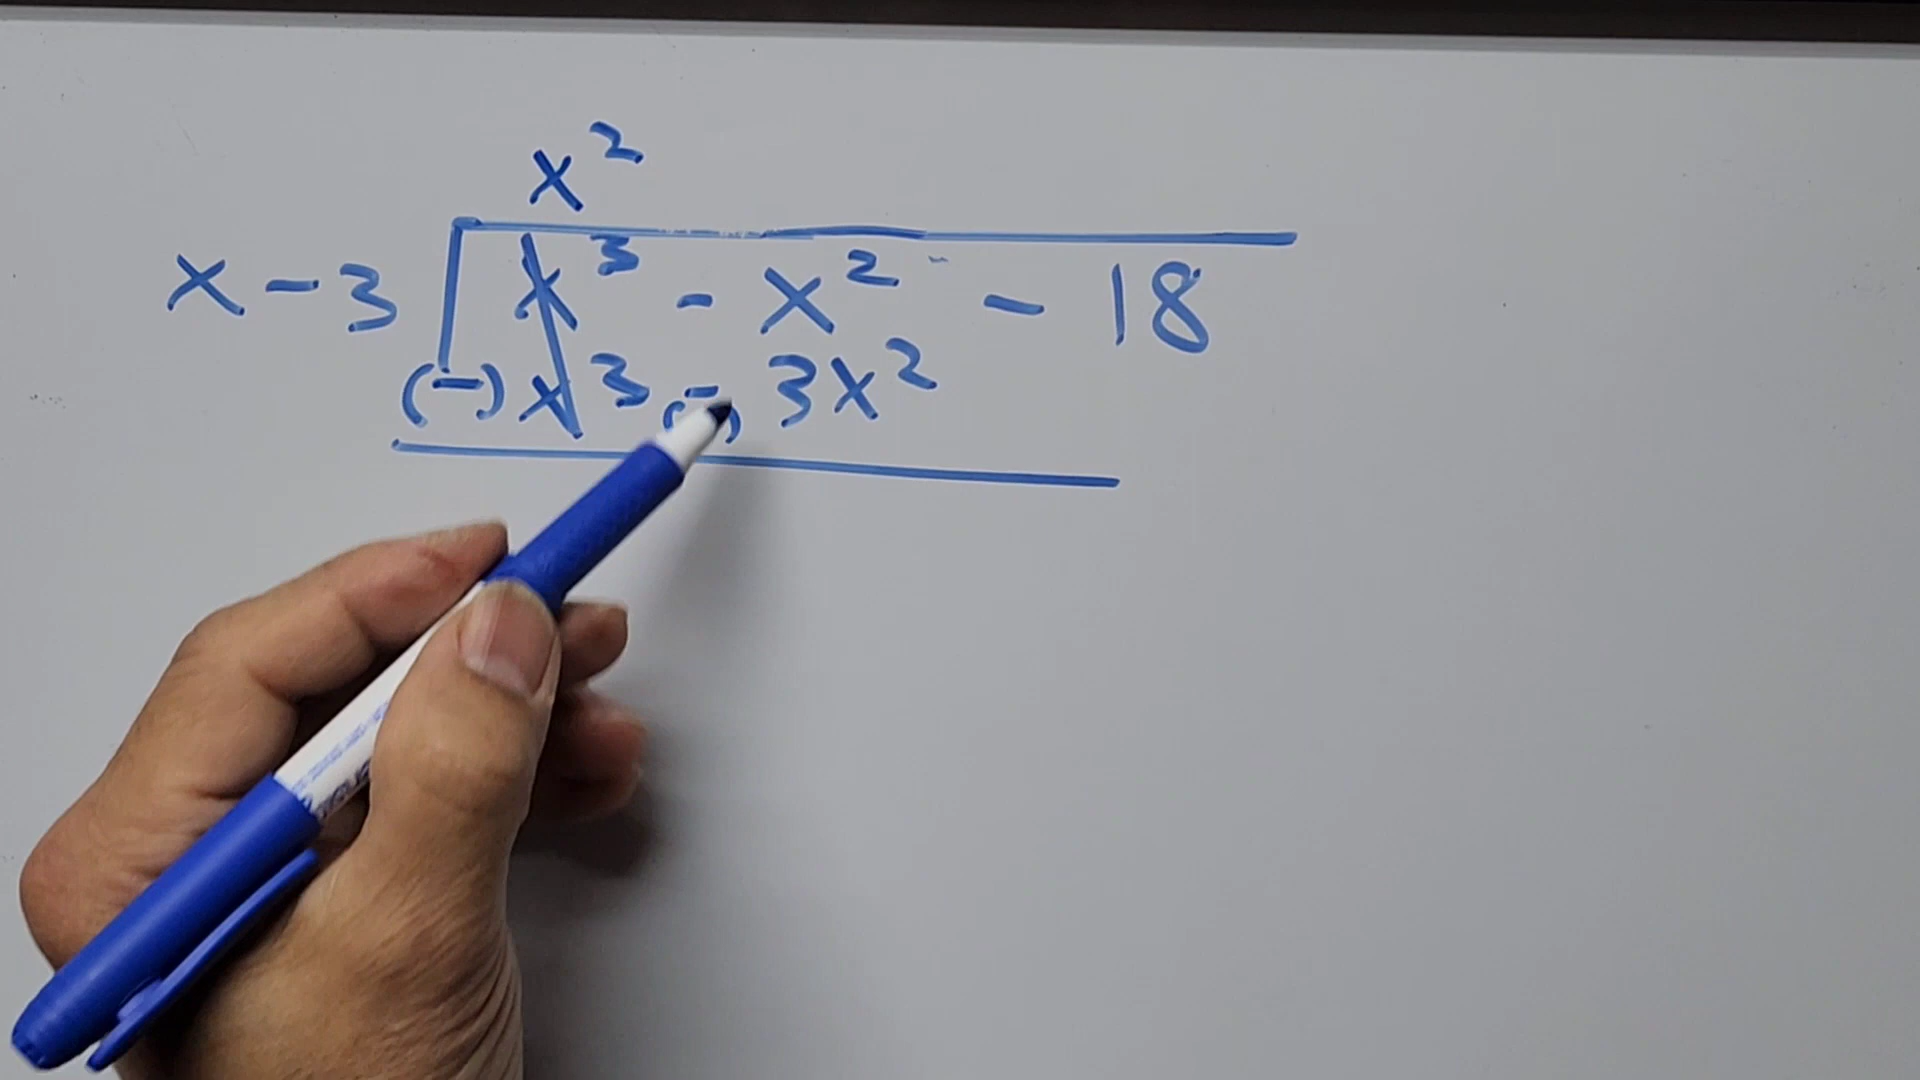 x²
x - 3 x³ - x² - 18
(-) x³ (-) 3x²